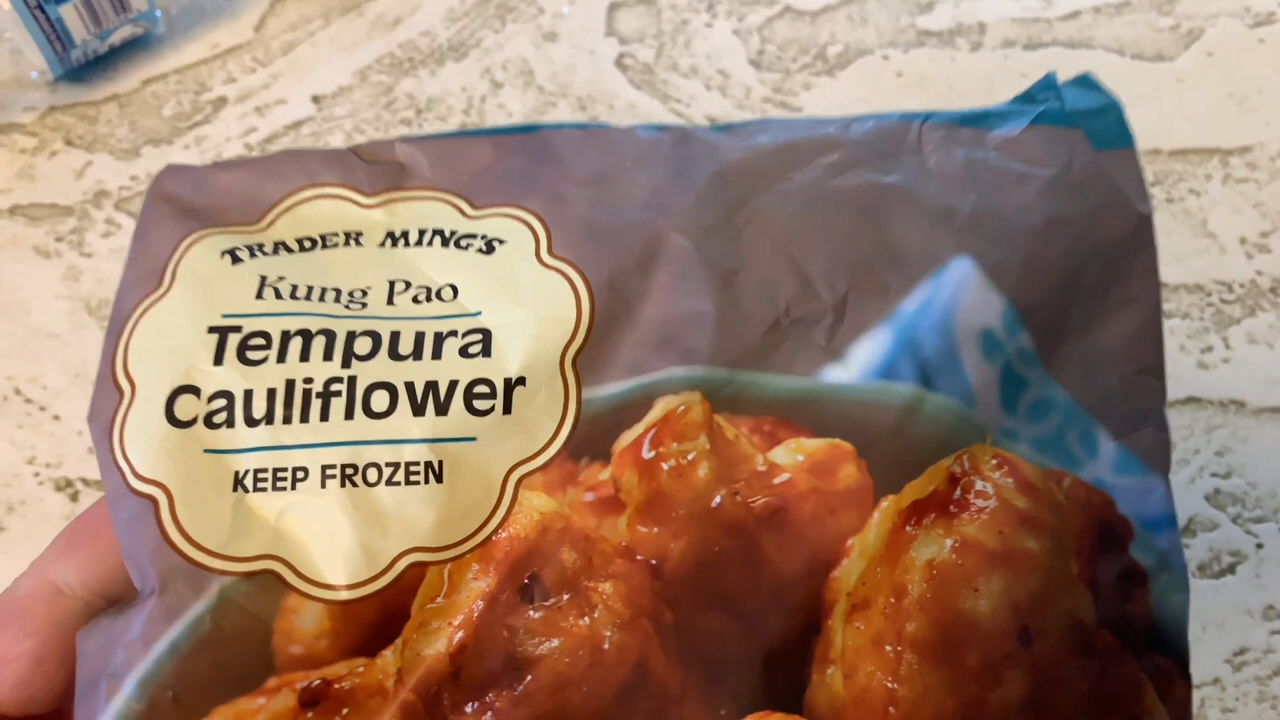 TRADER MING'S
Kung Pao
Tempura
Cauliflower
KEEP FROZEN